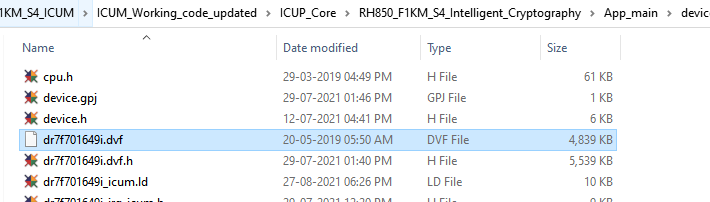 1KM_S4_ICUM > ICUM_Working_code_updated > ICUP_Core > RH850_F1KM_S4_Intelligent_Cryptography > App_main > device
Name Date modified Type Size
cpu.h 29-03-2019 04:49 PM H File 61 KB
device.gpj 29-07-2021 01:46 PM GPJ File 1 KB
device.h 12-07-2021 04:41 PM H File 6 KB
dr7f701649i.dvf 20-05-2019 05:50 AM DVF File 4,839 KB
dr7f701649i.dvf.h 29-07-2021 01:40 PM H File 5,539 KB
dr7f701649i_icum.ld 27-08-2021 06:26 PM LD File 10 KB